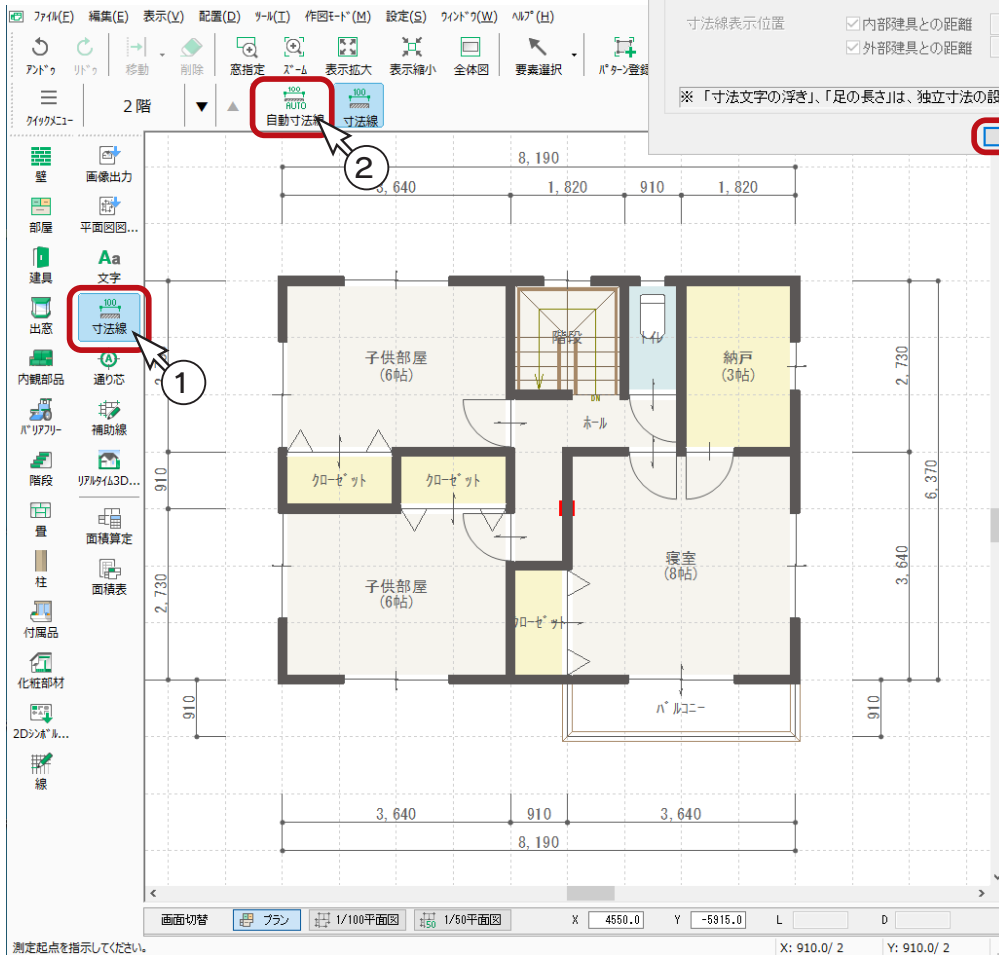 ファイル(F) 編集(E) 表示(V) 配置(D) ツール(T) 作図モード(M) 設定(S) ウィンドウ(W) ヘルプ(H)
アンドゥ リドゥ 移動 削除 窓指定 ズーム 表示拡大 表示縮小 全体図 要素選択 パターン登録
クイックメニュー 2階 ▼ ▲ 100 AUTO 自動寸法線 100 寸法線
寸法線表示位置 内部建具との距離
外部建具との距離
※「寸法文字の浮き」、「足の長さ」は、独立寸法の設
②
①
壁 画像出力
部屋 平面図図...
建具 Aa 文字
出窓 100 寸法線
内観部品 A 通り芯
バリアフリー 補助線
階段 リアルタイム3D...
畳 面積算定
柱 面積表
付属品
化粧部材
2Dシンボル...
線
8,190
3,640 1,820 910 1,820
子供部屋
(6帖)
階段
DN
トイレ
納戸
(3帖)
ホール
クローゼット クローゼット
子供部屋
(6帖)
寝室
(8帖)
クローゼット
バルコニー
910
2,730
910
2,730
6,370
3,640
910
3,640 910 3,640
8,190
画面切替 プラン 1/100平面図 50 1/50平面図 X 4550.0 Y -5915.0 L D
測定起点を指示してください。 X: 910.0/ 2 Y: 910.0/ 2